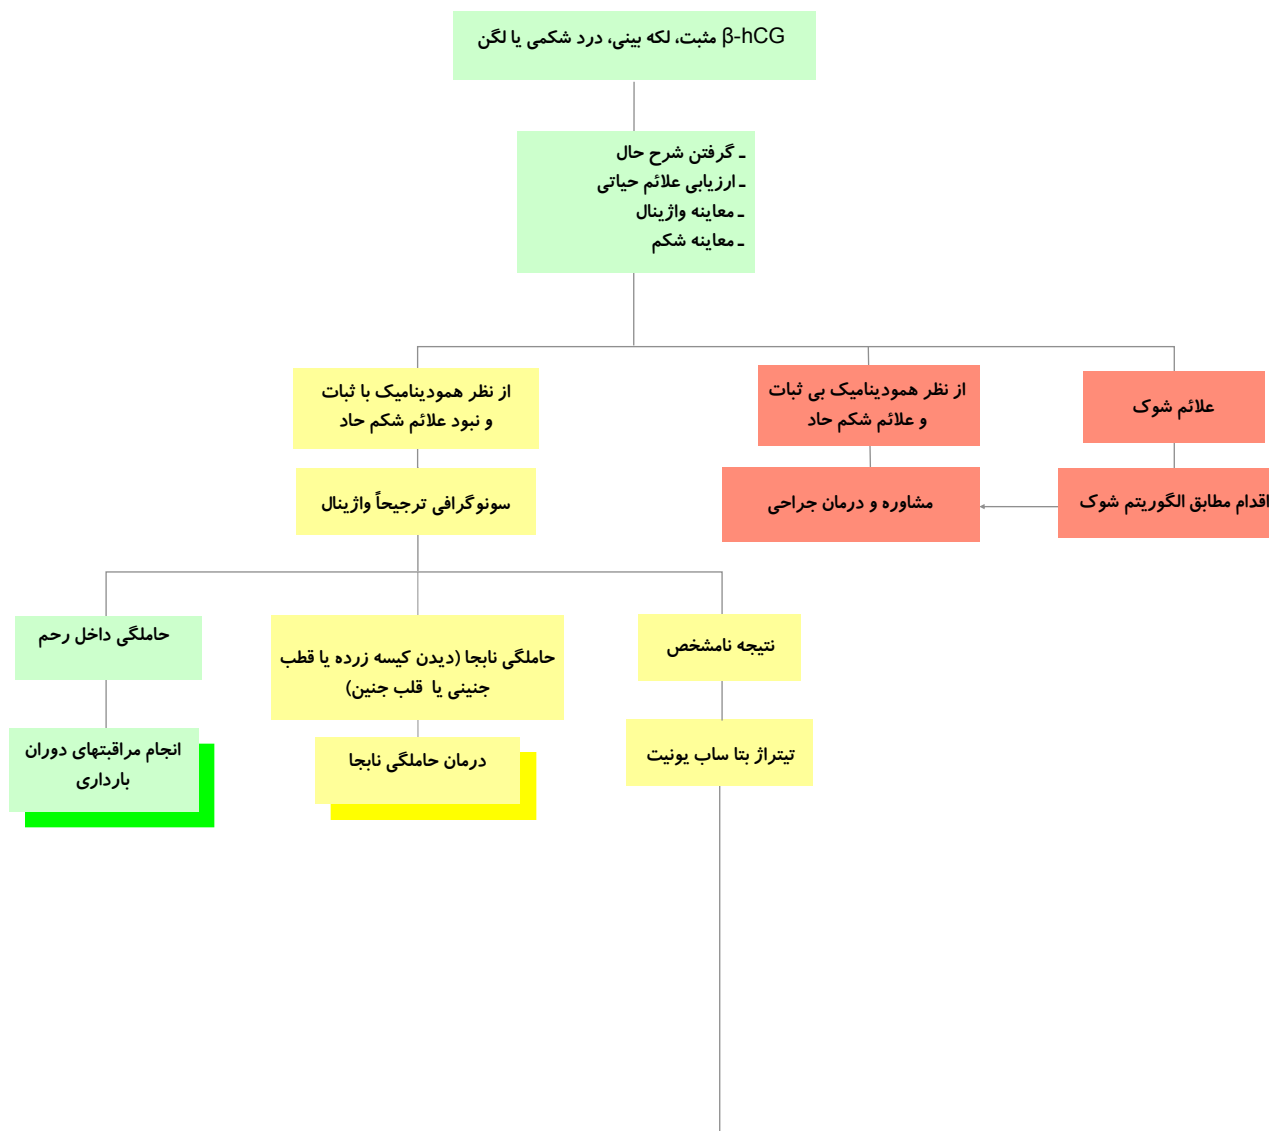 β-hCG مثبت، لکه بینی، درد شکمی یا لگن
ـ گرفتن شرح حال
ـ ارزیابی علائم حیاتی
ـ معاینه واژینال
ـ معاینه شکم
علائم شوک
از نظر همودینامیک بی ثبات
و علائم شکم حاد
از نظر همودینامیک با ثبات
و نبود علائم شکم حاد
اقدام مطابق الگوریتم شوک
مشاوره و درمان جراحی
سونوگرافی ترجیحاً واژینال
نتیجه نامشخص
حاملگی نابجا (دیدن کیسه زرده یا قطب
جنینی یا قلب جنین)
حاملگی داخل رحم
تیتراژ بتا ساب یونیت
درمان حاملگی نابجا
انجام مراقبتهای دوران
بارداری